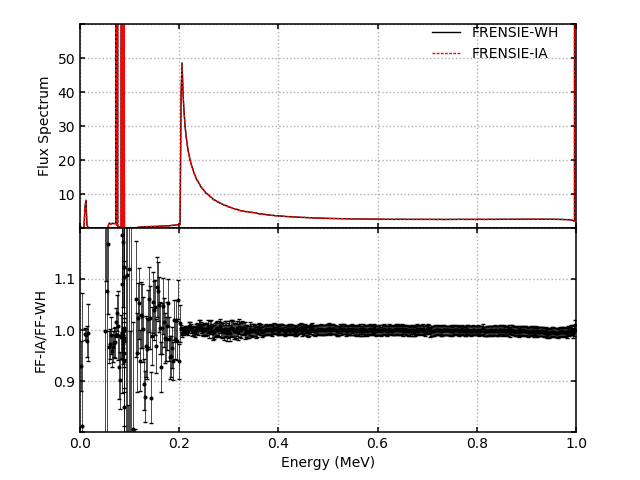 FRENSIE-WH
FRENSIE-IA
Flux Spectrum
50
40
30
20
10
FF-IA/FF-WH
1.1
1.0
0.9
0.0 0.2 0.4 0.6 0.8 1.0
Energy (MeV)